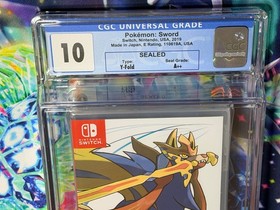 CGC UNIVERSAL GRADE
10
Pokémon: Sword
Switch, Nintendo, USA, 2019
Made in Japan, E Rating, 110819A, USA
SEALED
Type:
Y-Fold
Seal Grade:
A++
NINTENDO
SWITCH